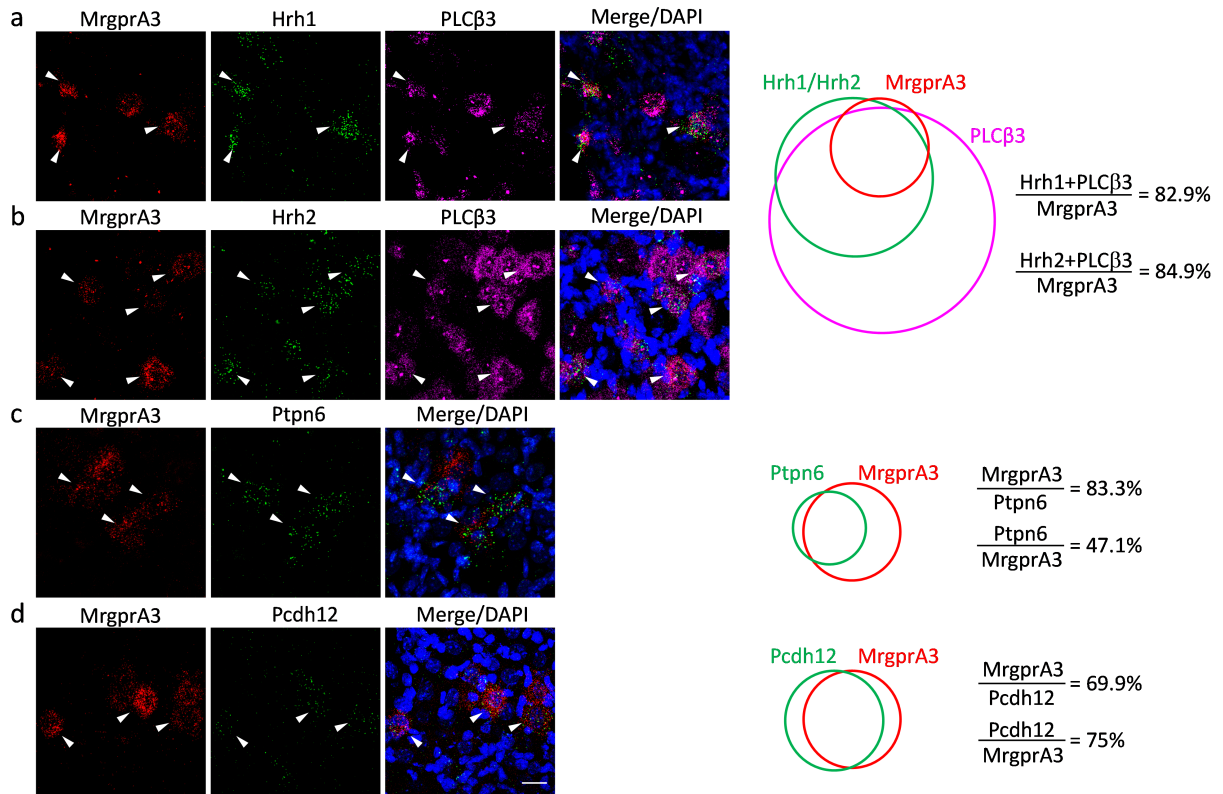 a
MrgprA3 Hrh1 PLCβ3 Merge/DAPI
Hrh1/Hrh2 MrgprA3
PLCβ3
Hrh1+PLCβ3
MrgprA3
= 82.9%
Hrh2+PLCβ3
MrgprA3
= 84.9%
b
MrgprA3 Hrh2 PLCβ3 Merge/DAPI
c
MrgprA3 Ptpn6 Merge/DAPI
Ptpn6 MrgprA3
MrgprA3
Ptpn6
= 83.3%
Ptpn6
MrgprA3
= 47.1%
d
MrgprA3 Pcdh12 Merge/DAPI
Pcdh12 MrgprA3
MrgprA3
Pcdh12
= 69.9%
Pcdh12
MrgprA3
= 75%